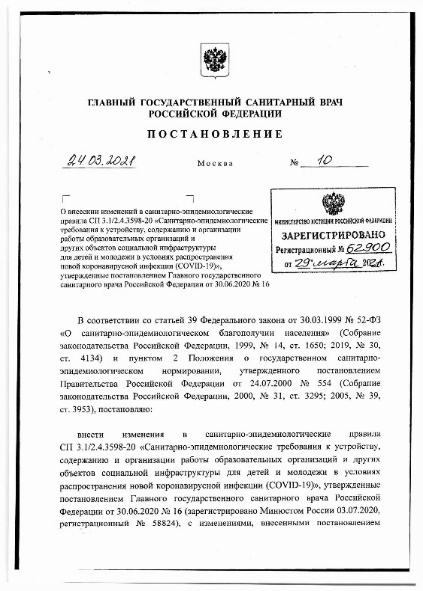 ГЛАВНЫЙ ГОСУДАРСТВЕННЫЙ САНИТАРНЫЙ ВРАЧ
РОССИЙСКОЙ ФЕДЕРАЦИИ
ПОСТАНОВЛЕНИЕ
24.03.2021
Москва
№ 10
О внесении изменений в санитарно-эпидемиологические
правила СП 3.1/2.4.3598-20 «Санитарно-эпидемиологические
требования к устройству, содержанию и организации
работы образовательных организаций и
других объектов социальной инфраструктуры
для детей и молодежи в условиях распространения
новой коронавирусной инфекции (COVID-19)»,
утвержденные постановлением Главного государственного
санитарного врача Российской Федерации от 30.06.2020 № 16
МИНИСТЕРСТВО ЮСТИЦИИ РОССИЙСКОЙ ФЕДЕРАЦИИ
ЗАРЕГИСТРИРОВАНО
Регистрационный № 62900
от "29" марта 2021.
В соответствии со статьей 39 Федерального закона от 30.03.1999 № 52-ФЗ
«О санитарно-эпидемиологическом благополучии населения» (Собрание
законодательства Российской Федерации, 1999, № 14, ст. 1650; 2019, № 30,
ст. 4134) и пунктом 2 Положения о государственном санитарно-
эпидемиологическом нормировании, утвержденного постановлением
Правительства Российской Федерации от 24.07.2000 № 554 (Собрание
законодательства Российской Федерации, 2000, № 31, ст. 3295; 2005, № 39,
ст. 3953), постановляю:
внести изменения в санитарно-эпидемиологические правила
СП 3.1/2.4.3598-20 «Санитарно-эпидемиологические требования к устройству,
содержанию и организации работы образовательных организаций и других
объектов социальной инфраструктуры для детей и молодежи в условиях
распространения новой коронавирусной инфекции (COVID-19)», утвержденные
постановлением Главного государственного санитарного врача Российской
Федерации от 30.06.2020 № 16 (зарегистрировано Минюстом России 03.07.2020,
регистрационный № 58824), с изменениями, внесенными постановлением